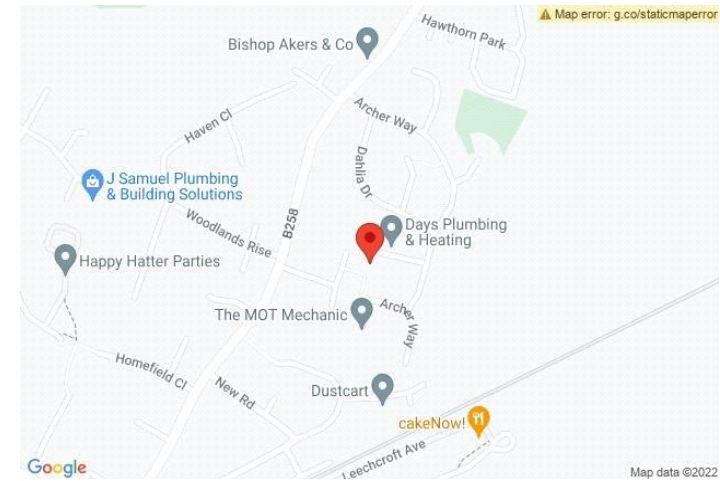 Map error: g.co/staticmaperror
Hawthorn Park
Bishop Akers & Co
Archer Way
Haven Cl
Dahlia Dr
J Samuel Plumbing
& Building Solutions
Woodlands Rise
B258
Days Plumbing
& Heating
Happy Hatter Parties
Archer Way
The MOT Mechanic
Homefield Cl
New Rd
Dustcart
cakeNow!
Leechcroft Ave
Google
Map data ©2022